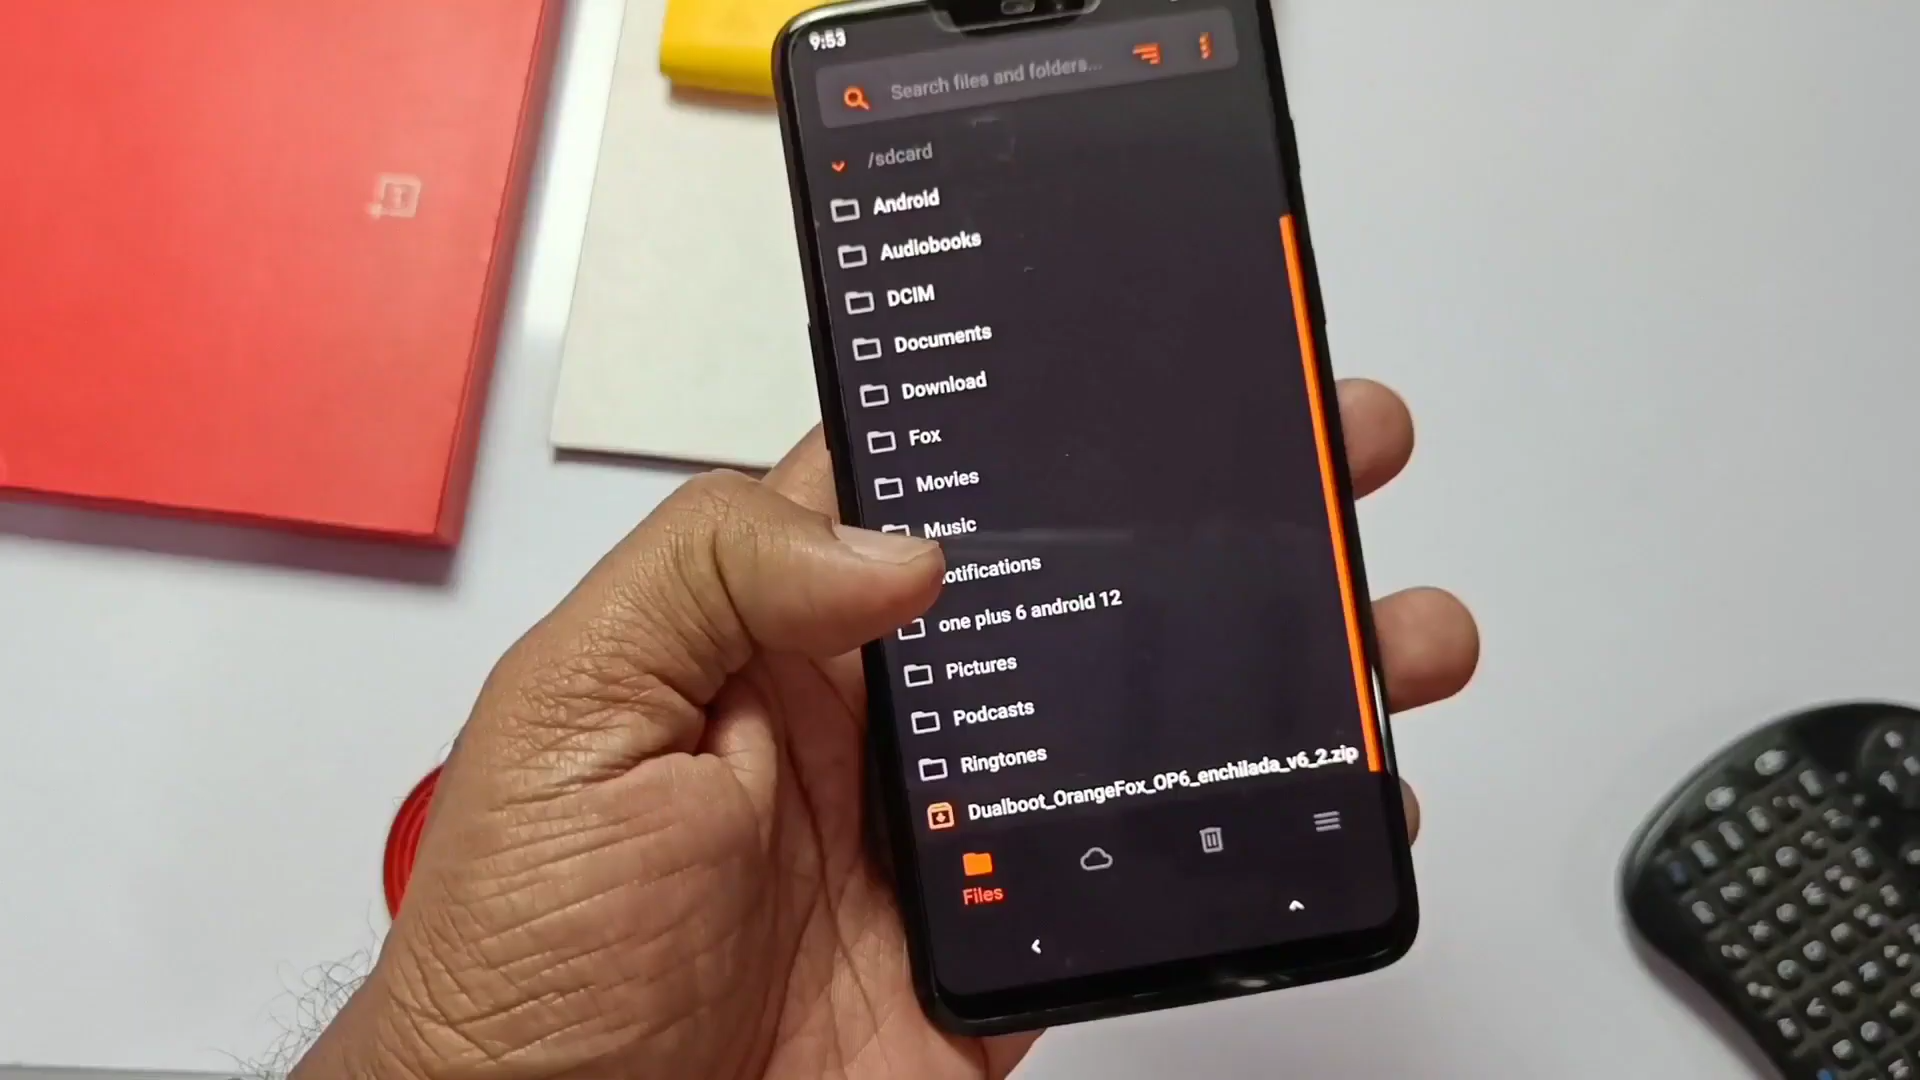 9:53
Search files and folders...
/sdcard
Android
Audiobooks
DCIM
Documents
Download
Fox
Movies
Music
otifications
one plus 6 android 12
Pictures
Podcasts
Ringtones
Dualboot_OrangeFox_OP6_enchilada_v6_2.zip
Files